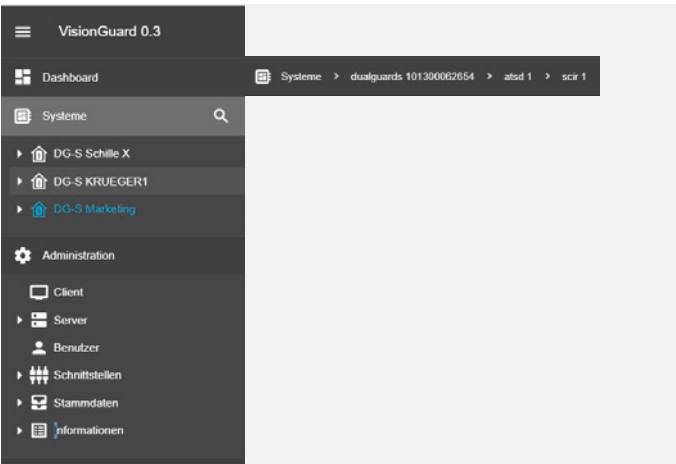 VisionGuard 0.3
Dashboard
Systeme > dualguards 101300062654 > atsd 1 > scir 1
Systeme
DG-S Schille X
DG-S KRUEGER1
DG-S Marketing
Administration
Client
Server
Benutzer
Schnittstellen
Stammdaten
Informationen